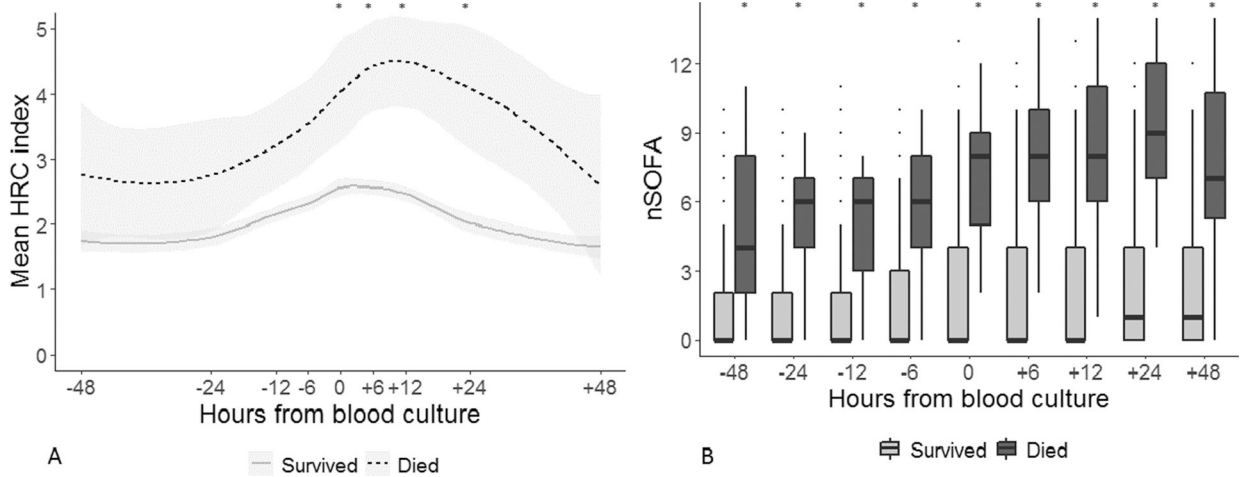 * * * *
5
4
3
2
1
0
Mean HRC index
-48 -24 -12 -6 0 +6 +12 +24 +48
Hours from blood culture
A
Survived Died
* * * * * * * * *
12
9
6
3
0
nSOFA
-48 -24 -12 -6 0 +6 +12 +24 +48
Hours from blood culture
B
Survived Died